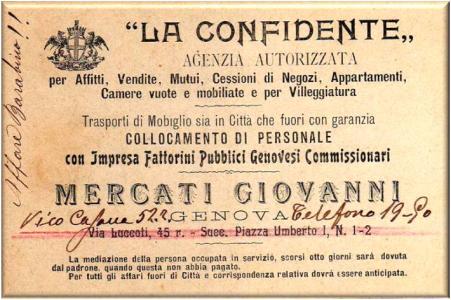 Affare Barabino!!
"LA CONFIDENTE„
AGENZIA AUTORIZZATA
per Affitti, Vendite, Mutui, Cessioni di Negozi, Appartamenti,
Camere vuote e mobiliate e per Villeggiatura
Trasporti di Mobiglio sia in Città che fuori con garanzia
COLLOCAMENTO DI PERSONALE
con Impresa Fattorini Pubblici Genovesi Commissionari
MERCATI GIOVANNI
GENOVA
Vico Casana 52 r. Telefono 19-90
Via Luccoli, 45 r. - Succ. Piazza Umberto I, N. 1-2
La mediazione della persona occupata in servizio, scorsi otto giorni sarà dovuta
dal padrone, quando questa non abbia pagato.
Per tutti gli affari fuori di Città e corrispondenza relativa dovrà essere anticipata.